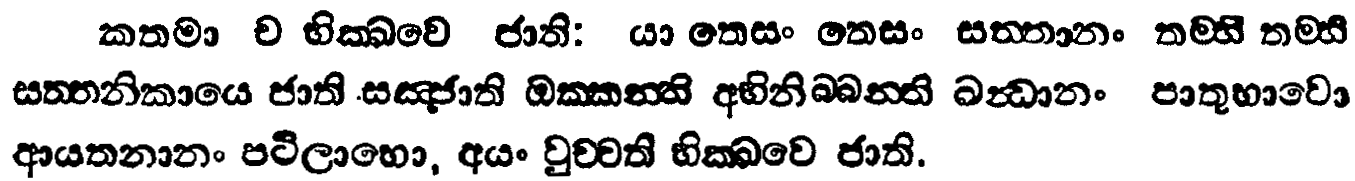 කතමා ච භික්ඛවෙ ජාති: යා තෙසං තෙසං සත්තානං තම්හි තම්හි
සත්තනිකායෙ ජාති සඤ්ජාති ඔක්කන්ති අභිනිබ්බත්ති ඛන්ධානං පාතුභාවො
ආයතනානං පටිලාභො, අයං වුච්චති භික්ඛවෙ ජාති.